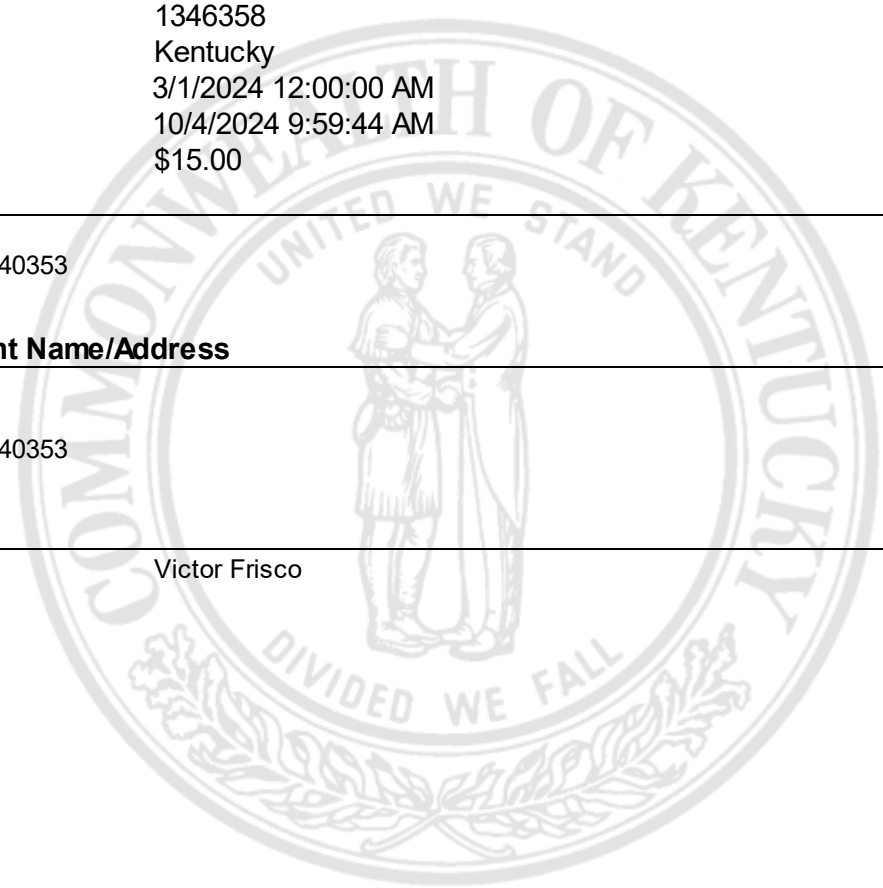 1346358
Kentucky
3/1/2024 12:00:00 AM
10/4/2024 9:59:44 AM
$15.00
40353
nt Name/Address
40353
Victor Frisco
COMMONWEALTH OF KENTUCKY
UNITED WE STAND
DIVIDED WE FALL